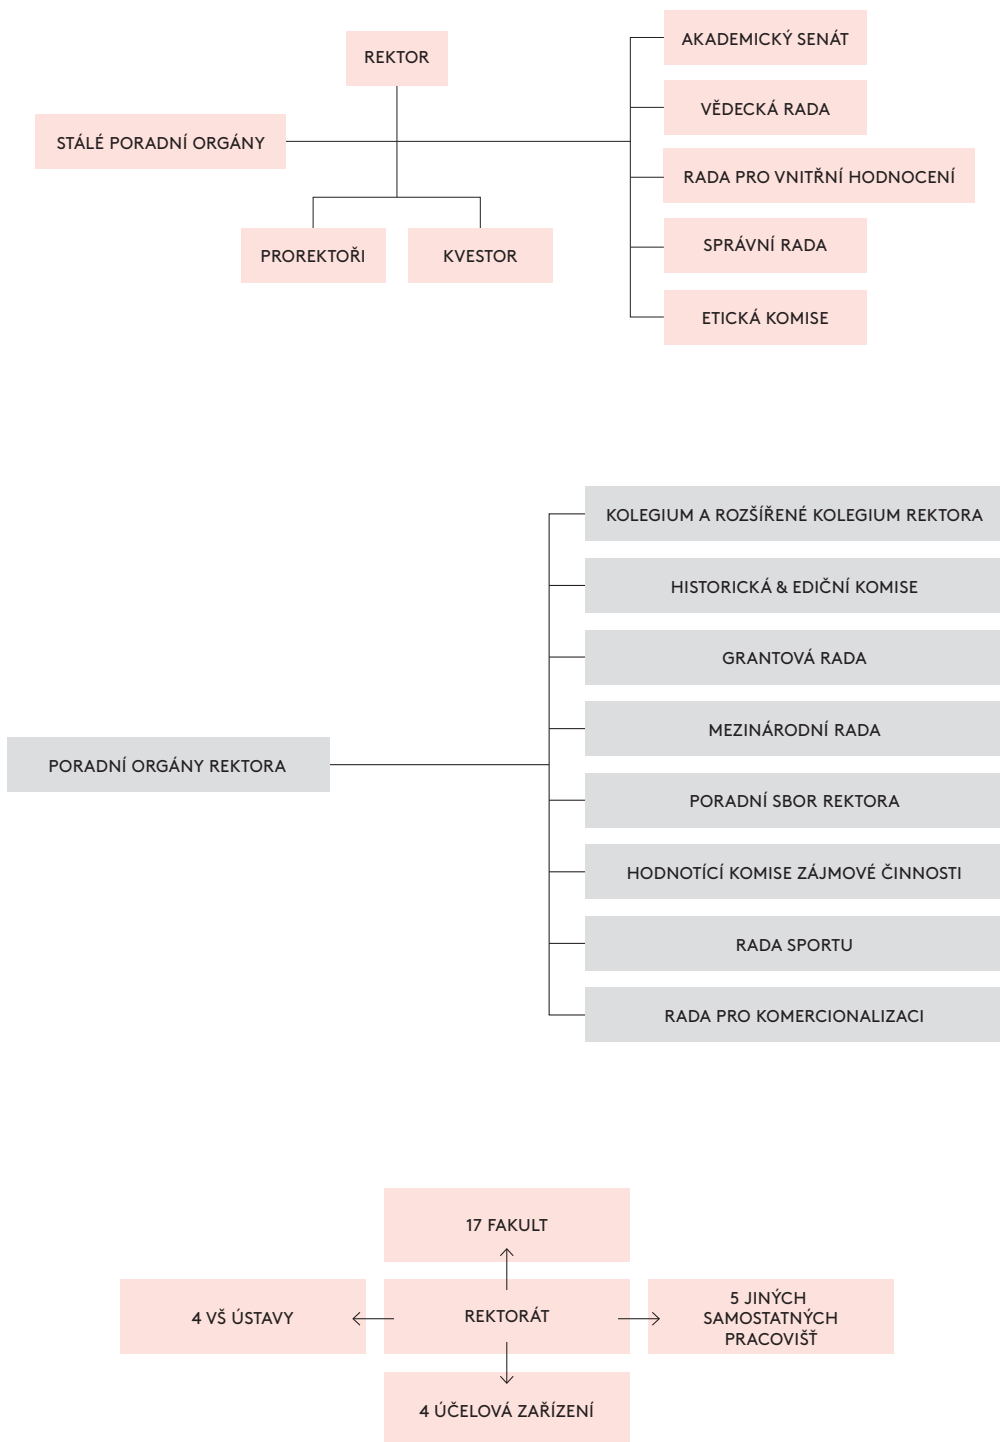 REKTOR
STÁLÉ PORADNÍ ORGÁNY
PROREKTOŘI
KVESTOR
AKADEMICKÝ SENÁT
VĚDECKÁ RADA
RADA PRO VNITŘNÍ HODNOCENÍ
SPRÁVNÍ RADA
ETICKÁ KOMISE
PORADNÍ ORGÁNY REKTORA
KOLEGIUM A ROZŠÍŘENÉ KOLEGIUM REKTORA
HISTORICKÁ & EDIČNÍ KOMISE
GRANTOVÁ RADA
MEZINÁRODNÍ RADA
PORADNÍ SBOR REKTORA
HODNOTÍCÍ KOMISE ZÁJMOVÉ ČINNOSTI
RADA SPORTU
RADA PRO KOMERCIONALIZACI
17 FAKULT
4 VŠ ÚSTAVY
REKTORÁT
5 JINÝCH
SAMOSTATNÝCH
PRACOVIŠŤ
4 ÚČELOVÁ ZAŘÍZENÍ